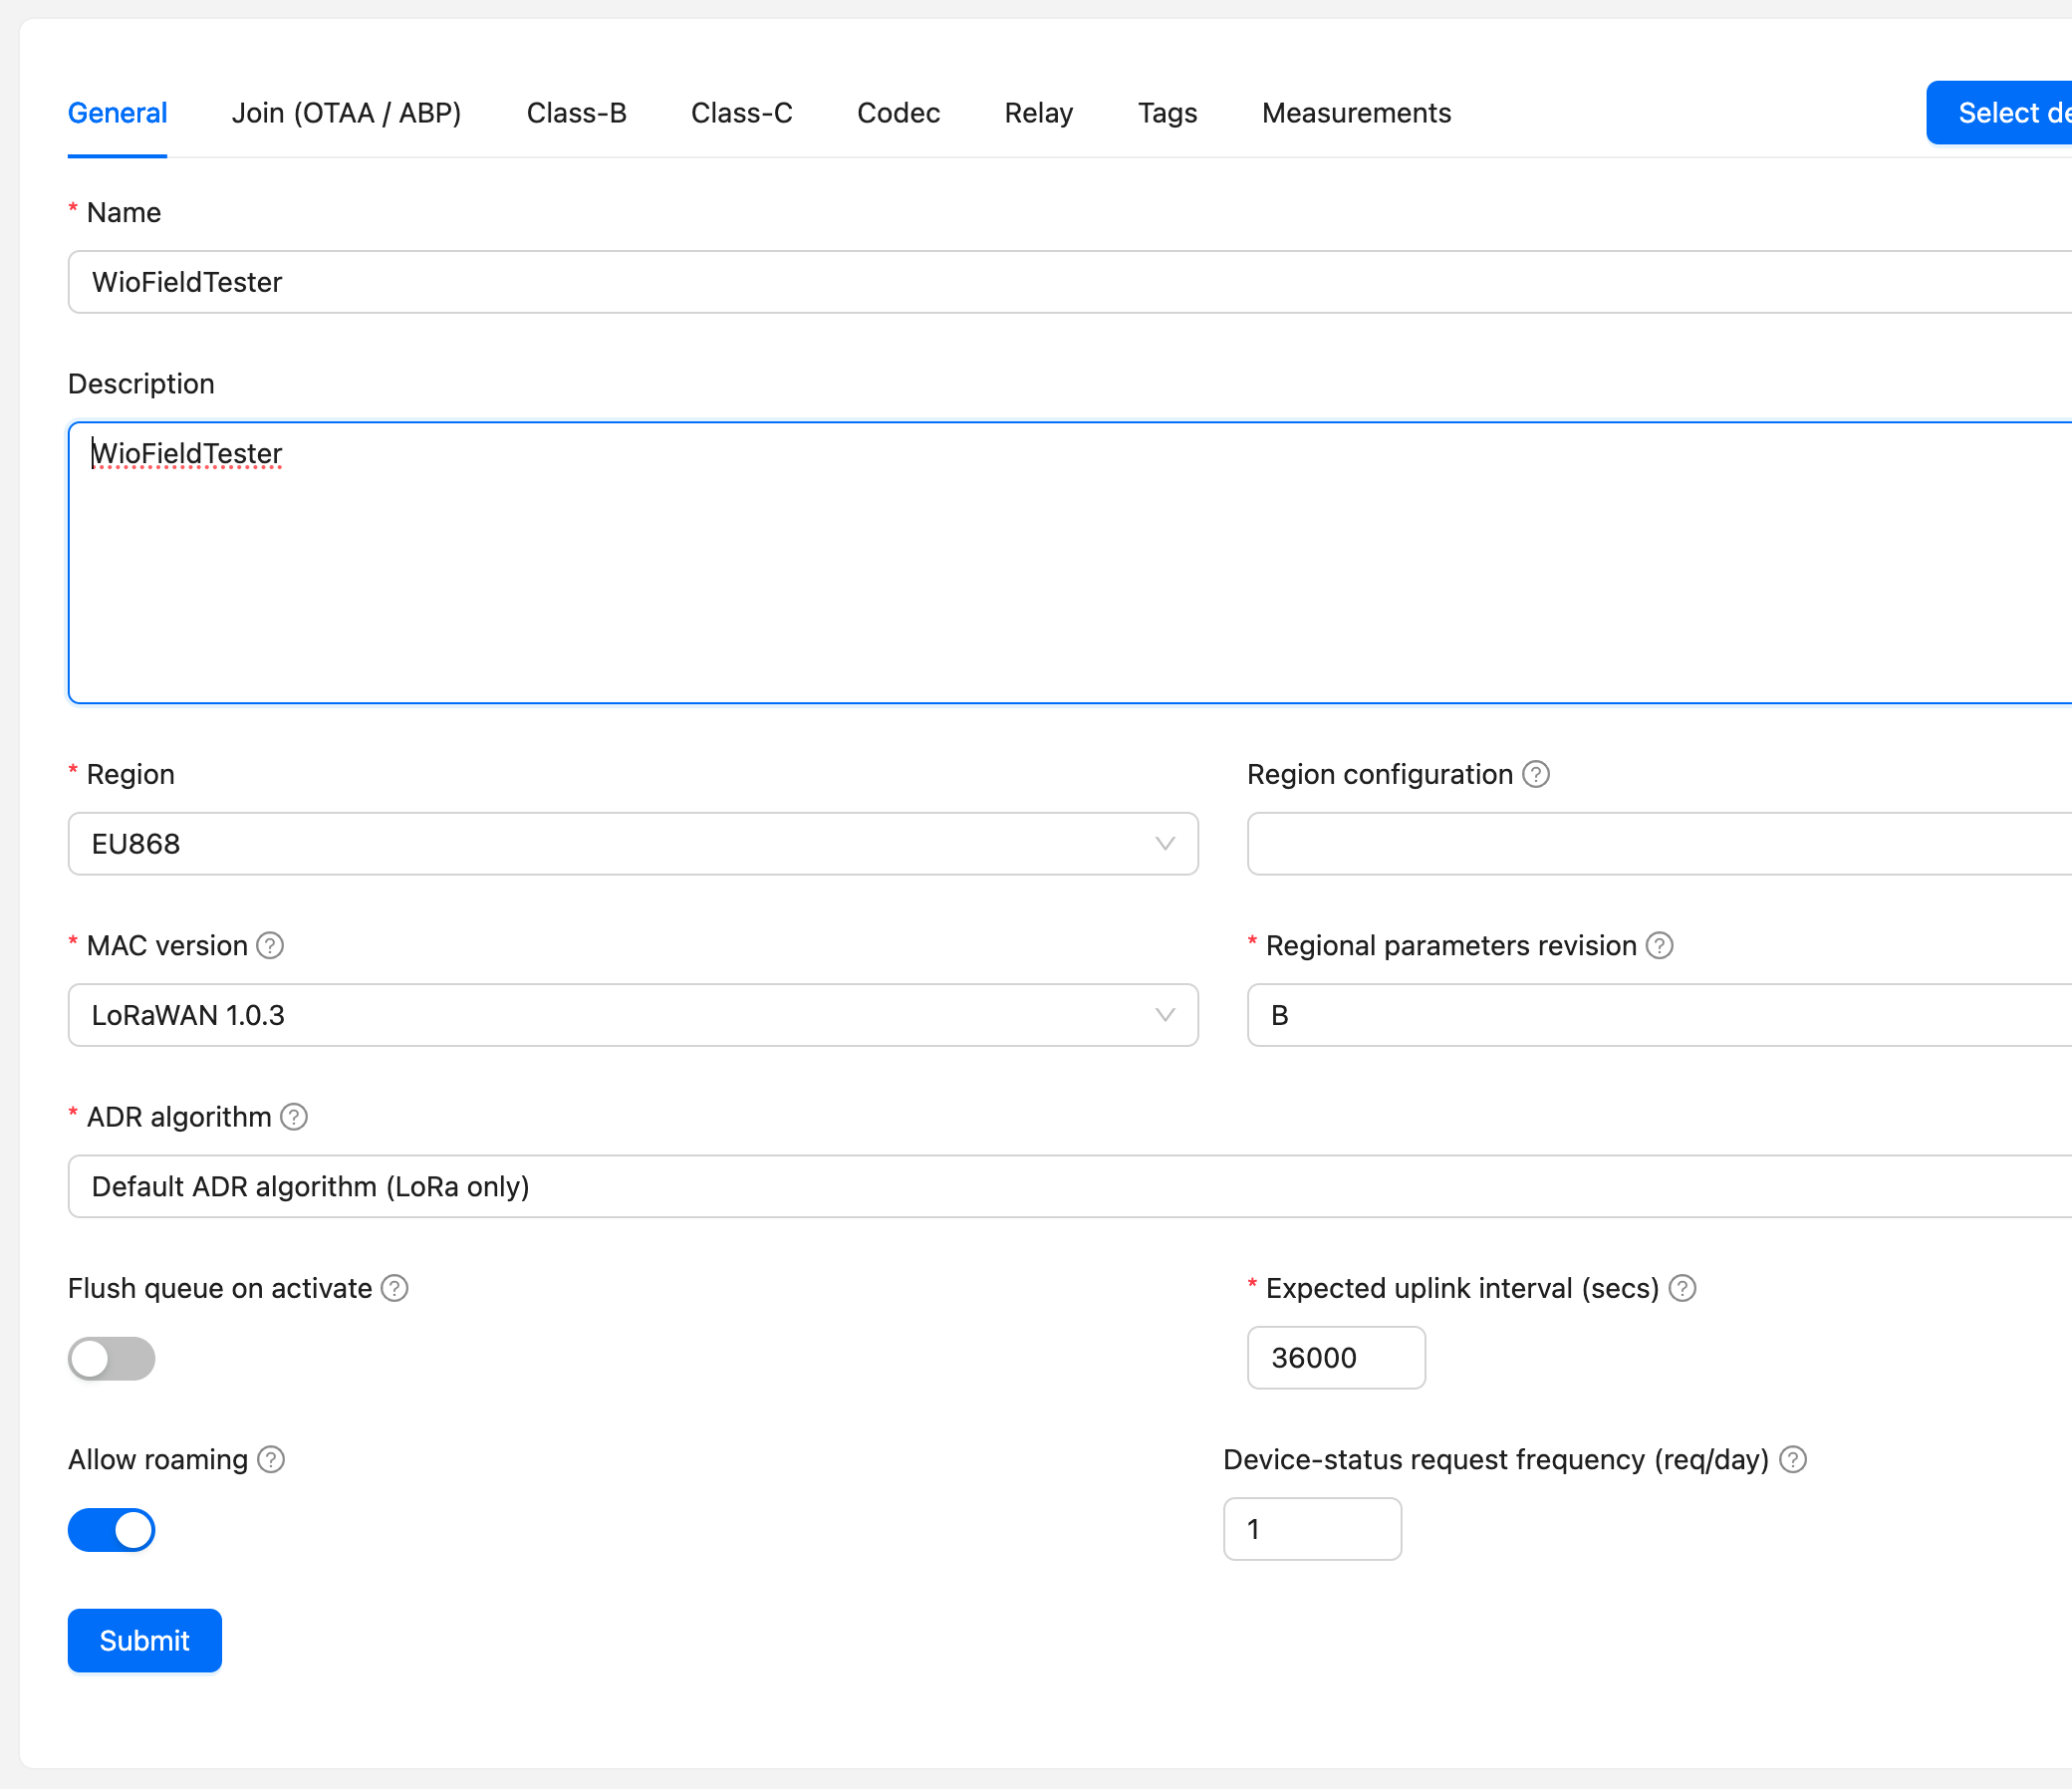 General Join (OTAA / ABP) Class-B Class-C Codec Relay Tags Measurements Select de
* Name
WioFieldTester
Description
WioFieldTester
* Region Region configuration ?
EU868
* MAC version ? * Regional parameters revision ?
LoRaWAN 1.0.3 B
* ADR algorithm ?
Default ADR algorithm (LoRa only)
Flush queue on activate ? * Expected uplink interval (secs) ?
36000
Allow roaming ? Device-status request frequency (req/day) ?
1
Submit